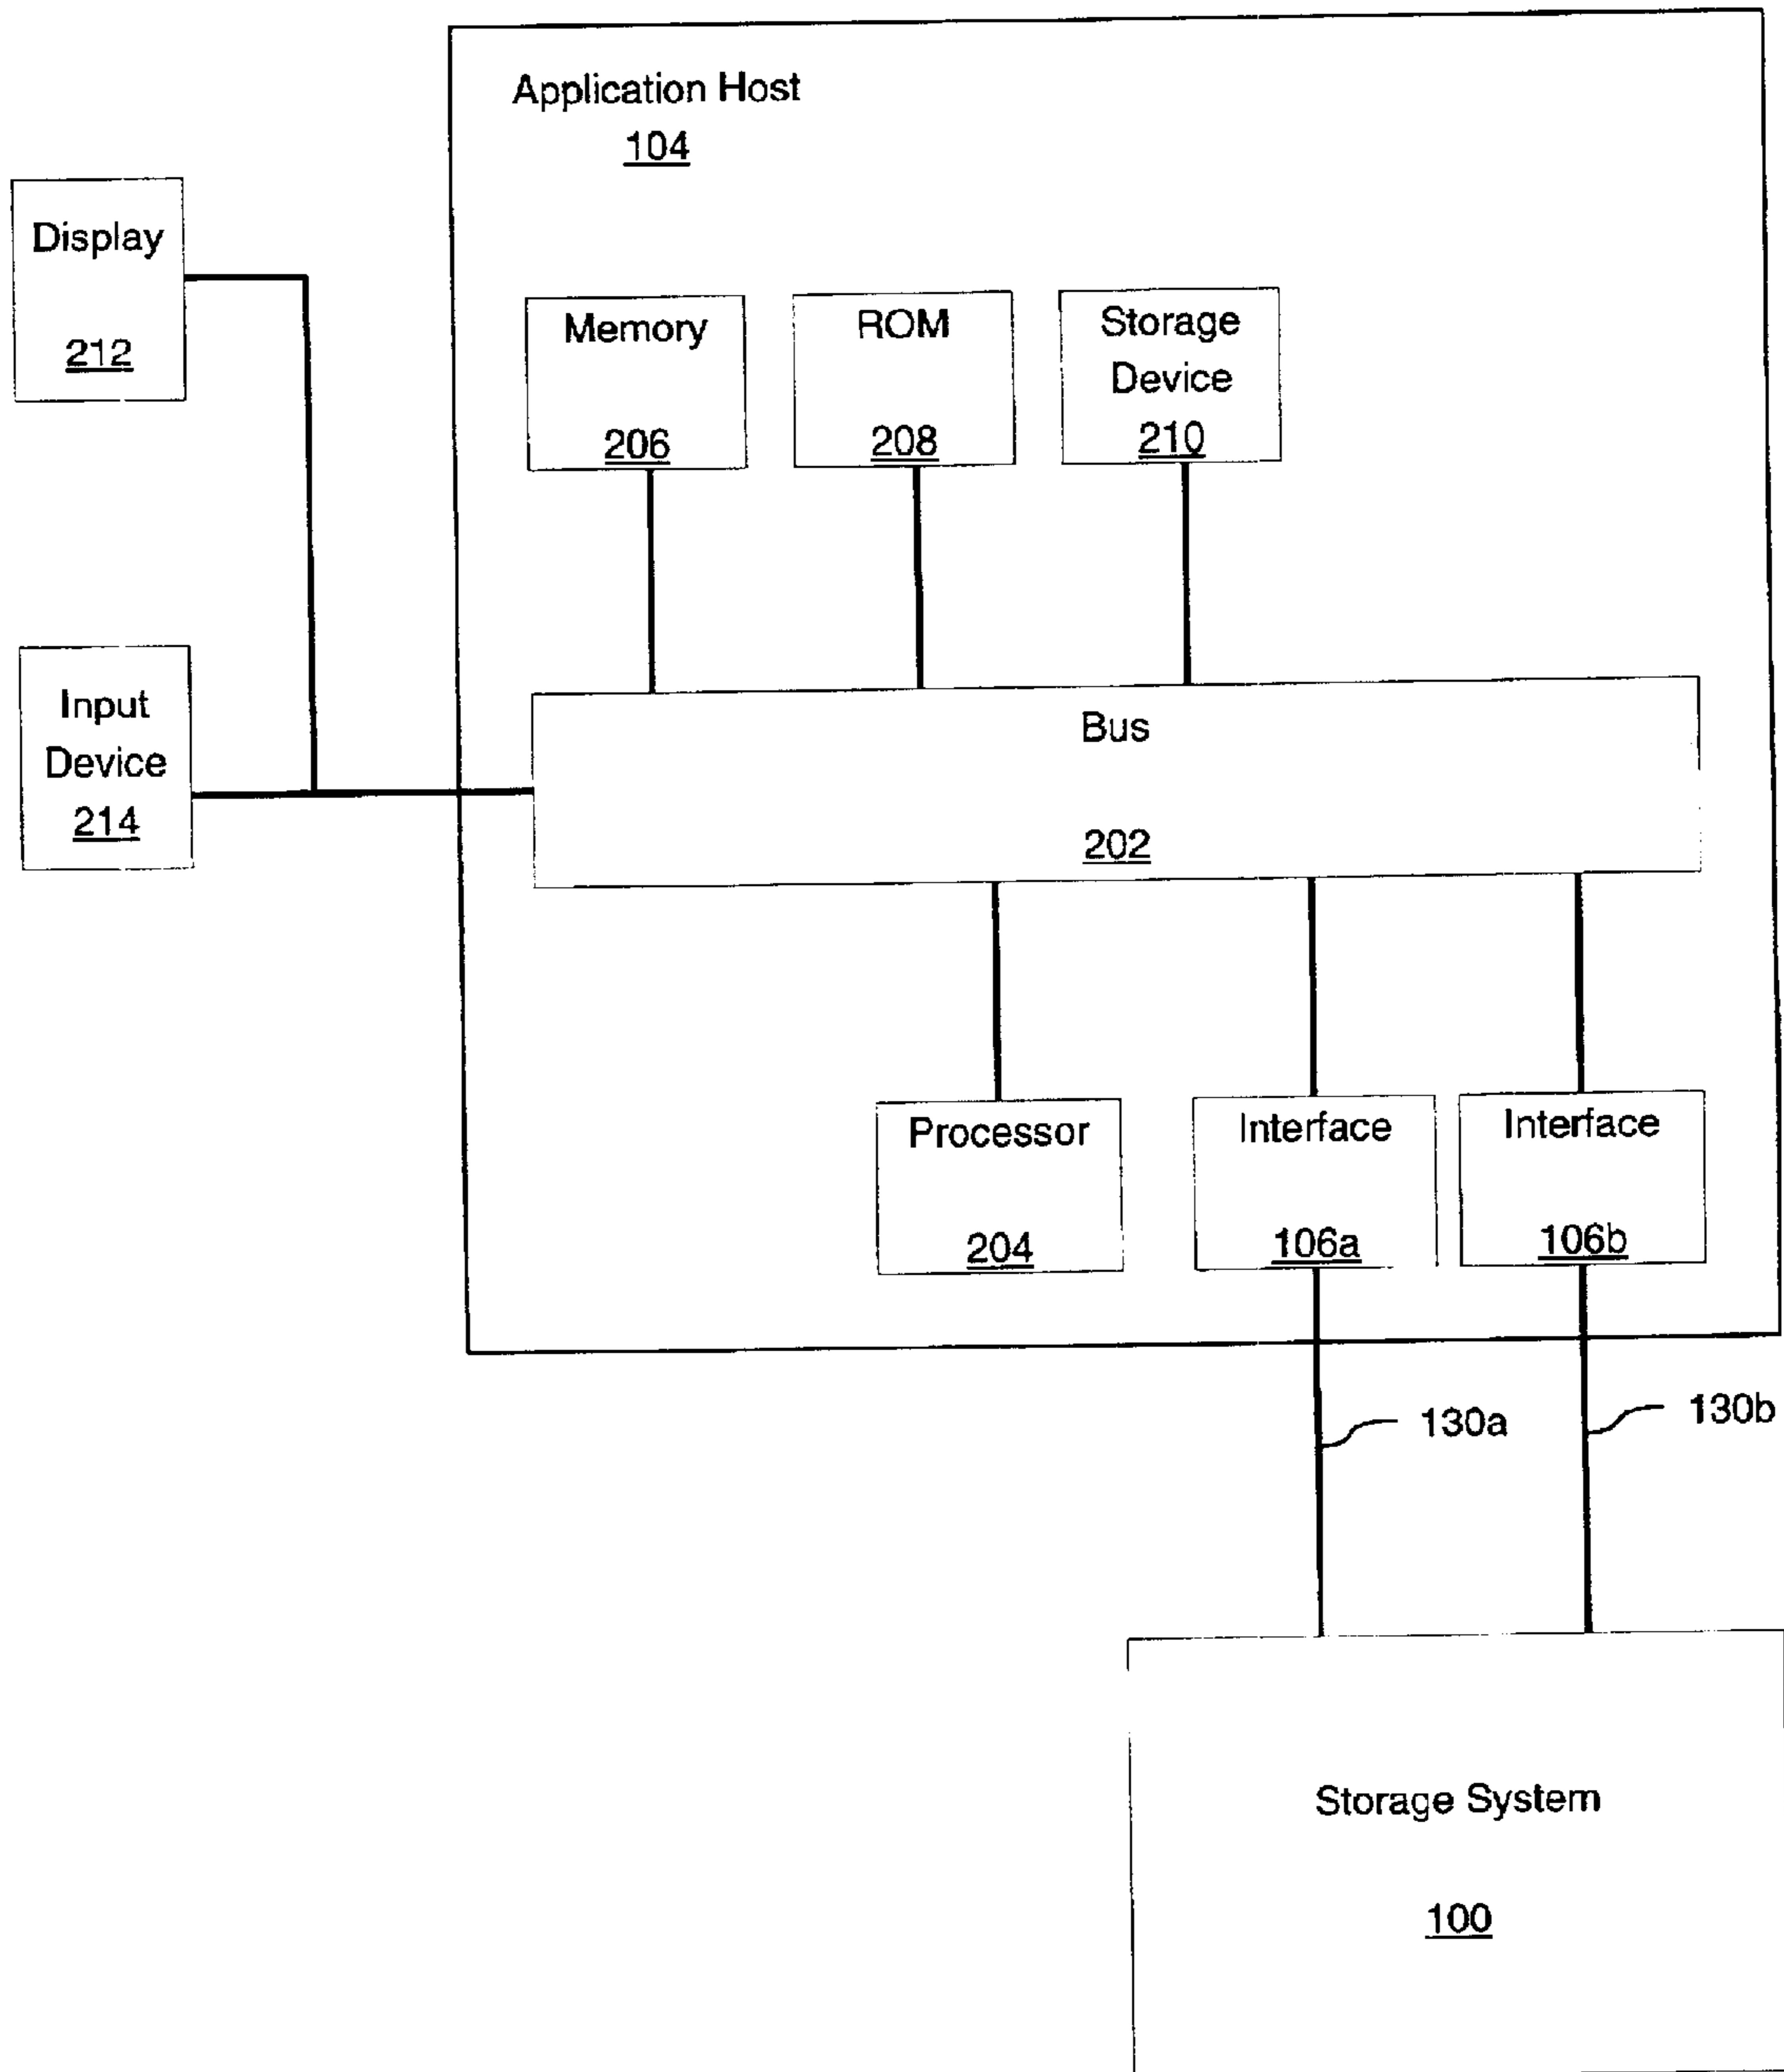 Application Host
104
Display
212
Memory
206
ROM
208
Storage
Device
210
Input
Device
214
Bus
202
Processor
204
Interface
106a
Interface
106b
130a
130b
Storage System
100